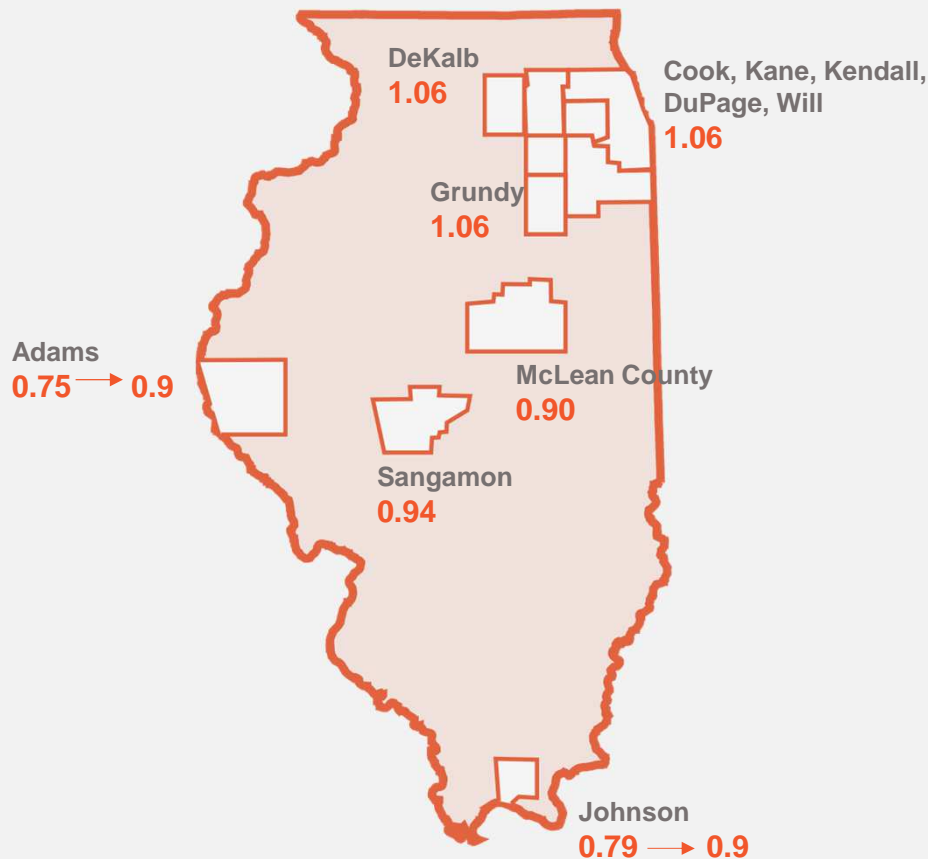 DeKalb
1.06
Cook, Kane, Kendall,
DuPage, Will
1.06
Grundy
1.06
Adams
0.75 → 0.9
McLean County
0.90
Sangamon
0.94
Johnson
0.79 → 0.9